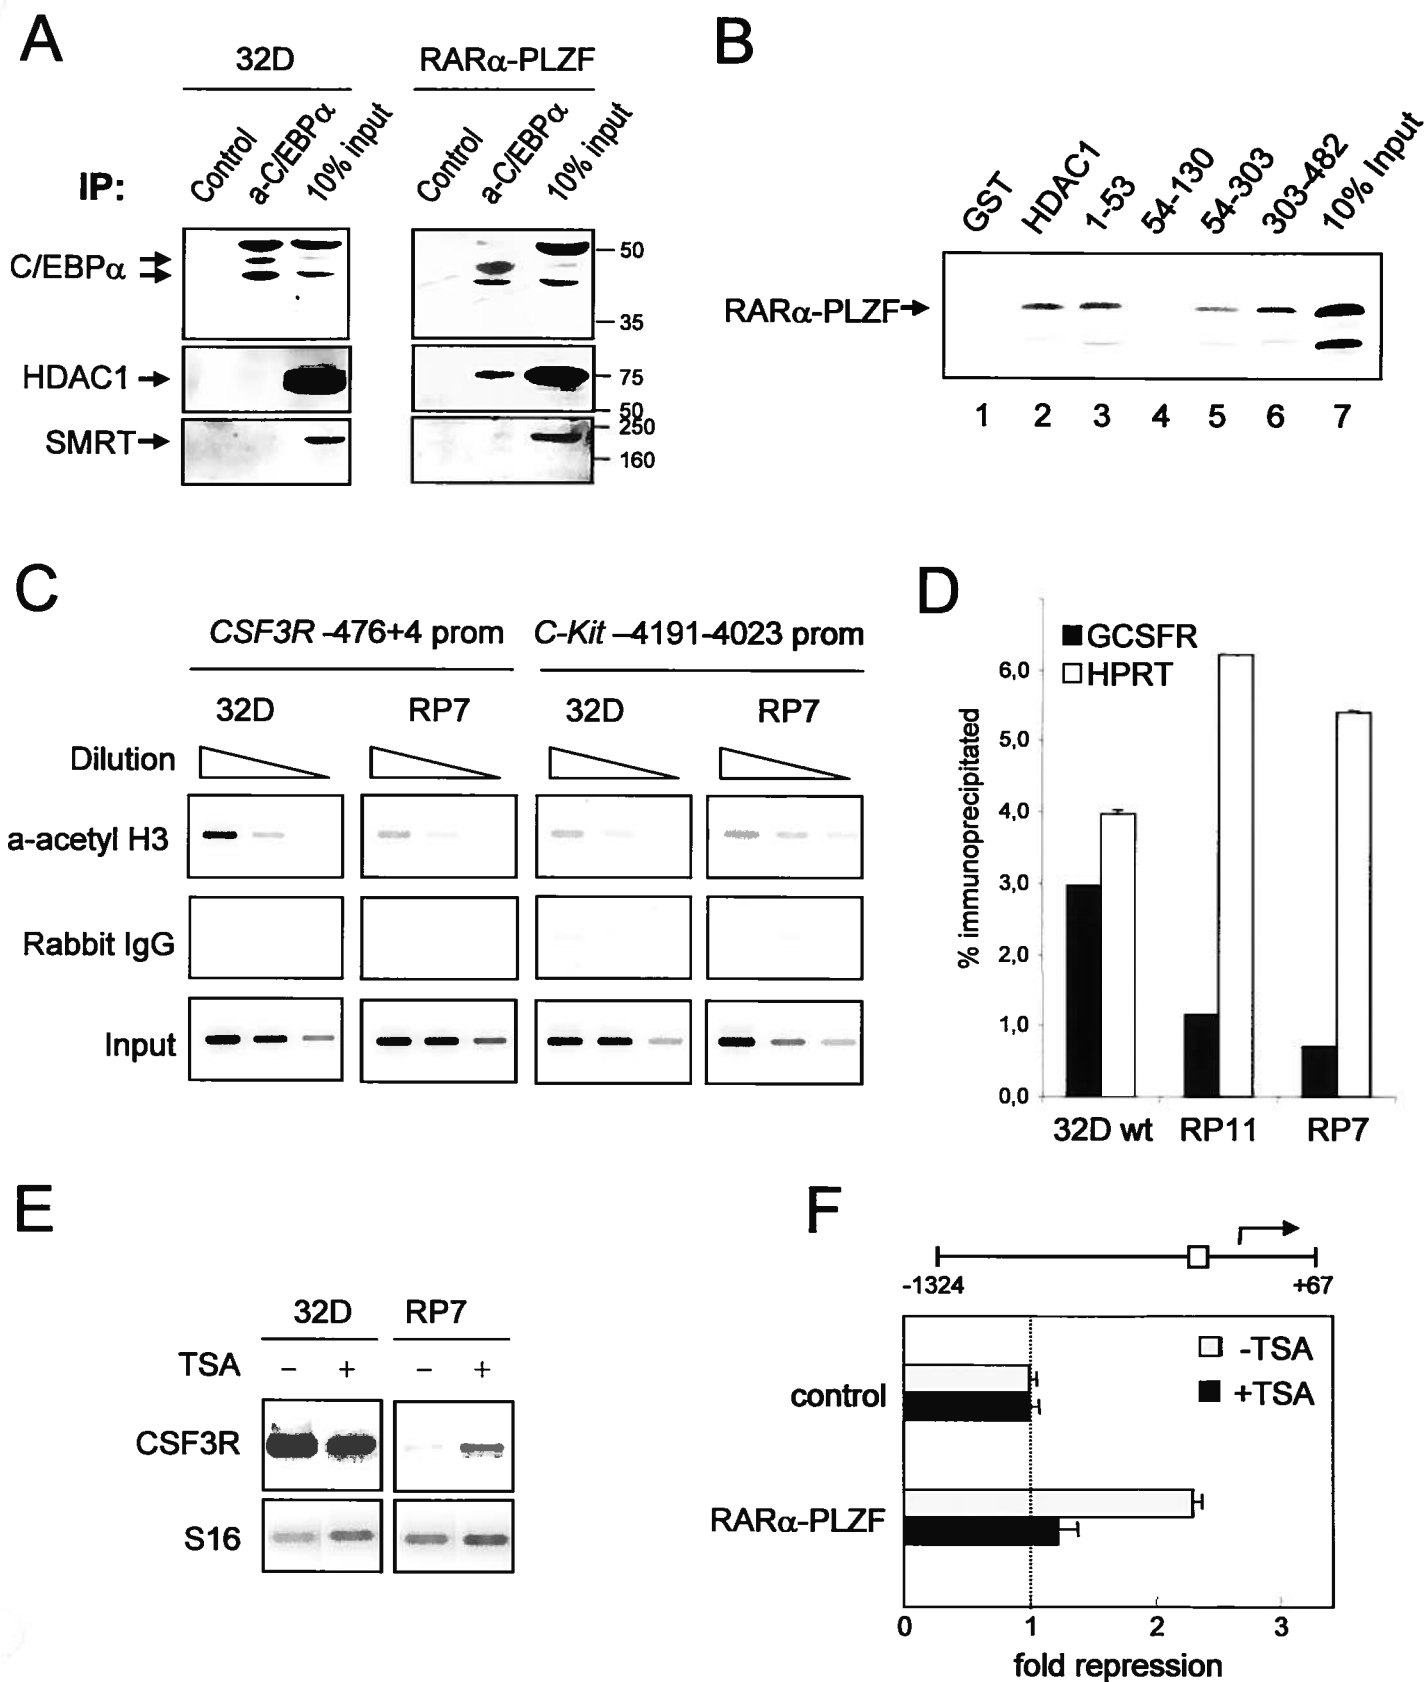 A
32D
RARα-PLZF
IP:
Control
a-C/EBPα
10% input
Control
a-C/EBPα
10% input
C/EBPα
50
35
HDAC1
75
50
SMRT
250
160
B
GST
HDAC1
1-53
54-130
54-303
303-482
10% Input
RARα-PLZF
1 2 3 4 5 6 7
C
CSF3R -476+4 prom
C-Kit –4191-4023 prom
32D RP7 32D RP7
Dilution
a-acetyl H3
Rabbit IgG
Input
D
GCSFR
HPRT
% immunoprecipitated
6,0
5,0
4,0
3,0
2,0
1,0
0,0
32D wt RP11 RP7
E
32D RP7
TSA − + − +
CSF3R
S16
F
-1324 +67
-TSA
+TSA
control
RARα-PLZF
0 1 2 3
fold repression